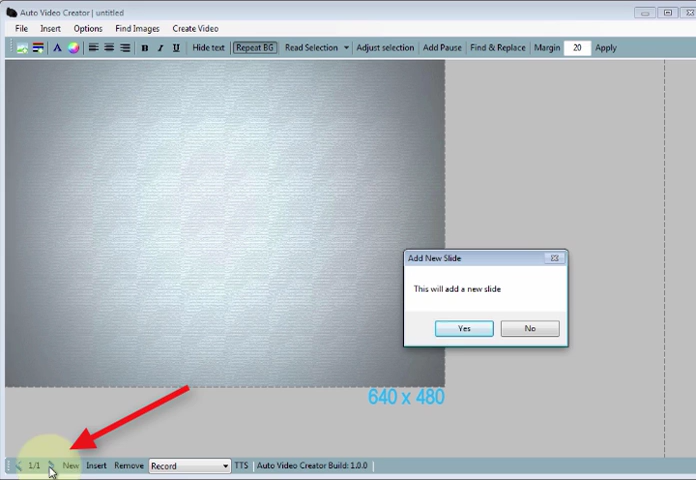 Auto Video Creator | untitled
File Insert Options Find Images Create Video
A B I U Hide text Repeat BG Read Selection Adjust selection Add Pause Find & Replace Margin 20 Apply
Add New Slide
This will add a new slide
Yes No
640 x 480
1/1 New Insert Remove Record TTS Auto Video Creator Build: 1.0.0